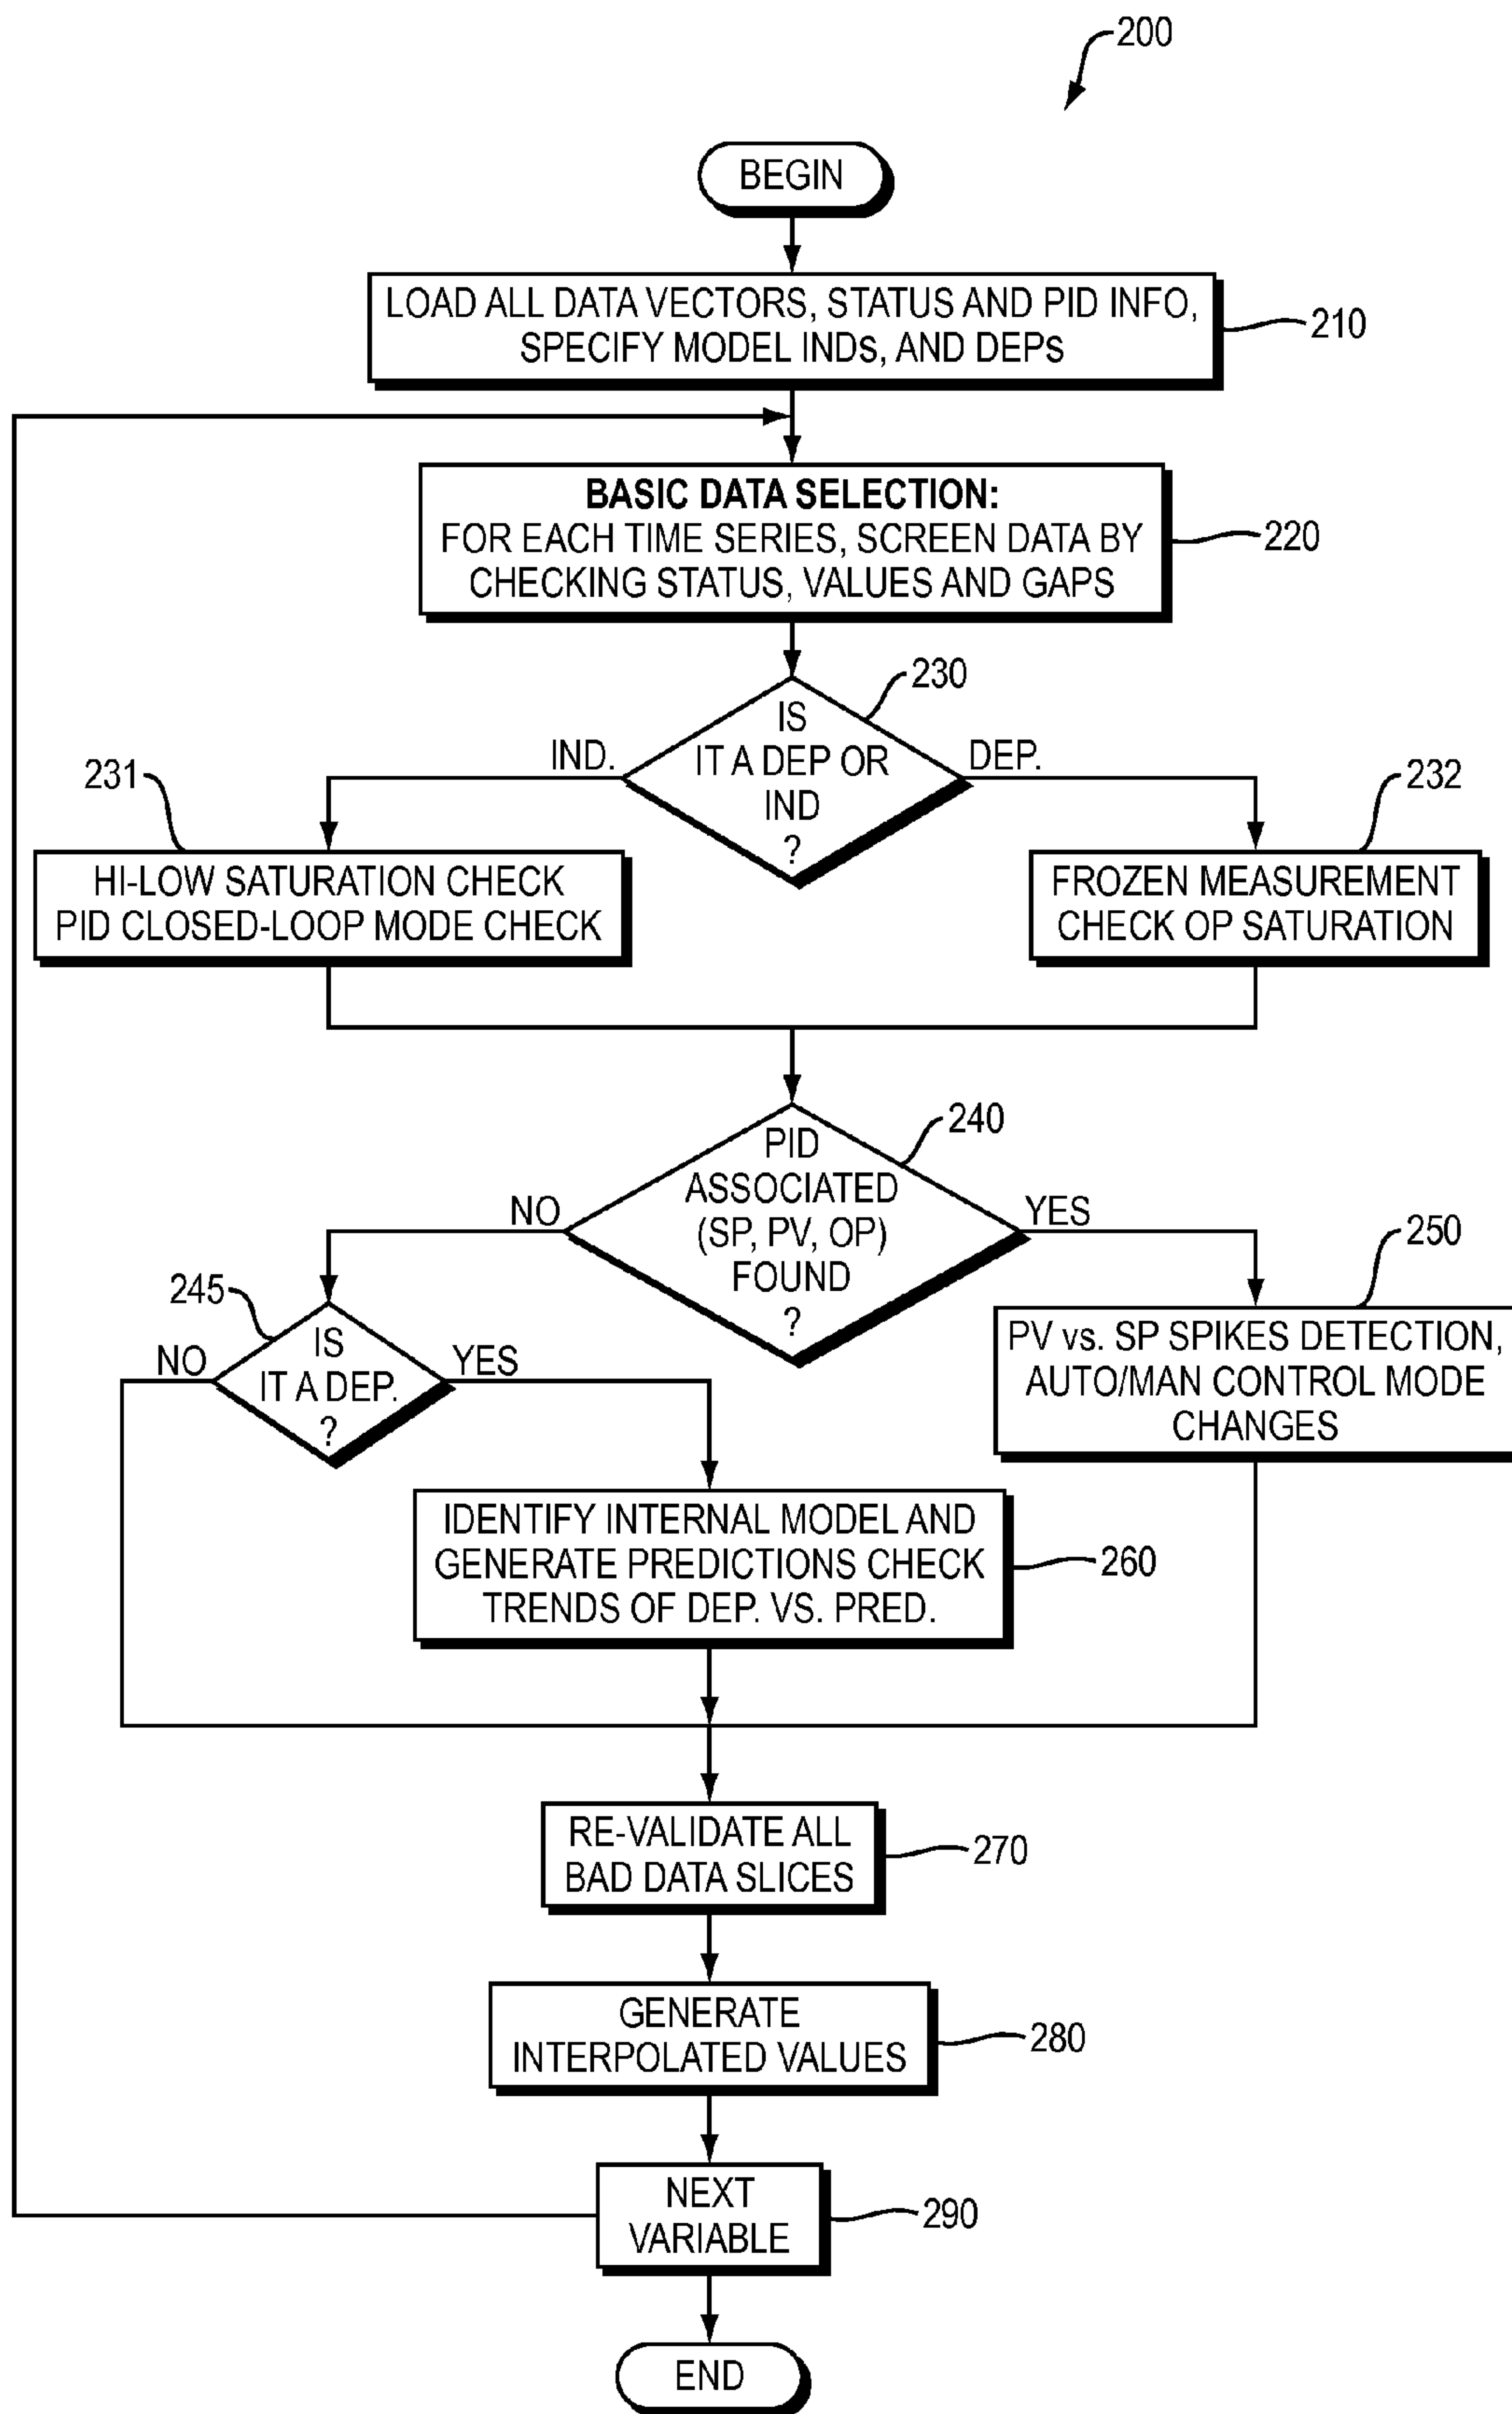 200
BEGIN
LOAD ALL DATA VECTORS, STATUS AND PID INFO,
SPECIFY MODEL INDs, AND DEPs
210
BASIC DATA SELECTION:
FOR EACH TIME SERIES, SCREEN DATA BY
CHECKING STATUS, VALUES AND GAPS
220
230
IS
IT A DEP OR
IND
?
IND.
DEP.
231
HI-LOW SATURATION CHECK
PID CLOSED-LOOP MODE CHECK
232
FROZEN MEASUREMENT
CHECK OP SATURATION
240
PID
ASSOCIATED
(SP, PV, OP)
FOUND
?
NO
YES
245
IS
IT A DEP.
?
NO
YES
250
PV vs. SP SPIKES DETECTION,
AUTO/MAN CONTROL MODE
CHANGES
IDENTIFY INTERNAL MODEL AND
GENERATE PREDICTIONS CHECK
TRENDS OF DEP. VS. PRED.
260
RE-VALIDATE ALL
BAD DATA SLICES
270
GENERATE
INTERPOLATED VALUES
280
NEXT
VARIABLE
290
END